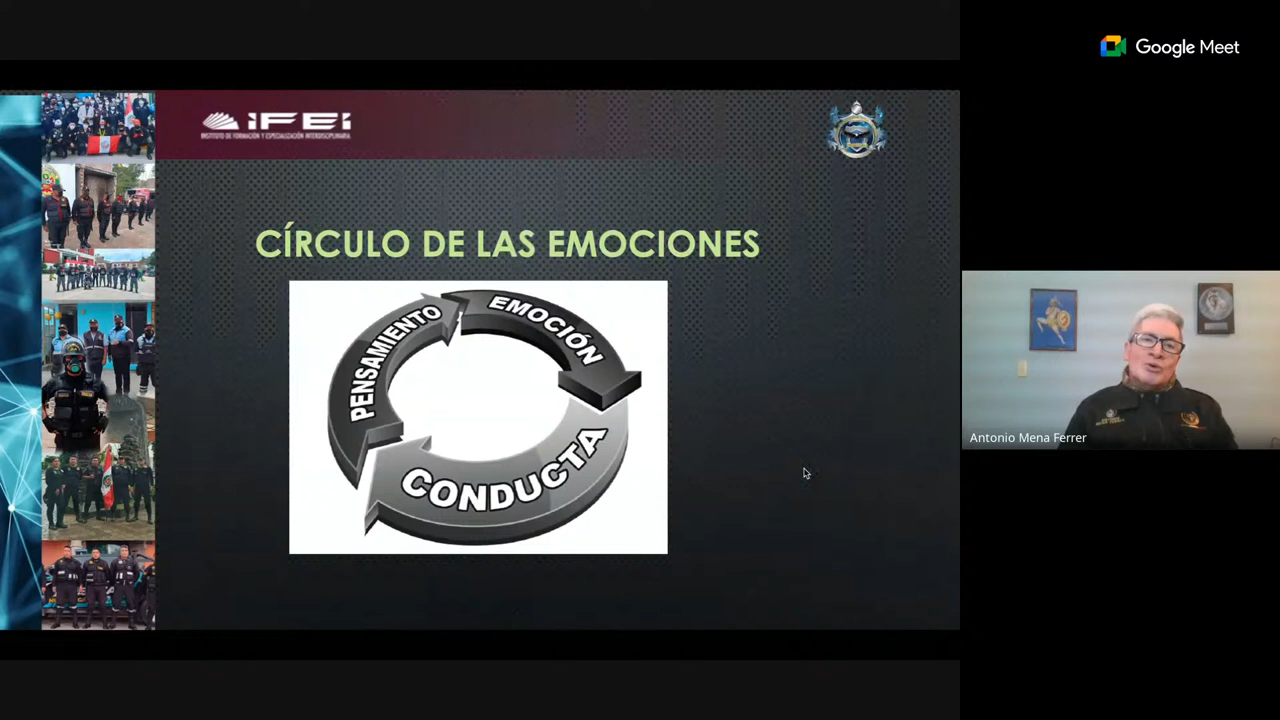 Google Meet
iFEi
INSTITUTO DE FORMACIÓN Y ESPECIALIZACIÓN INTERDISCIPLINARIA
CÍRCULO DE LAS EMOCIONES
PENSAMIENTO
EMOCIÓN
CONDUCTA
Antonio Mena Ferrer